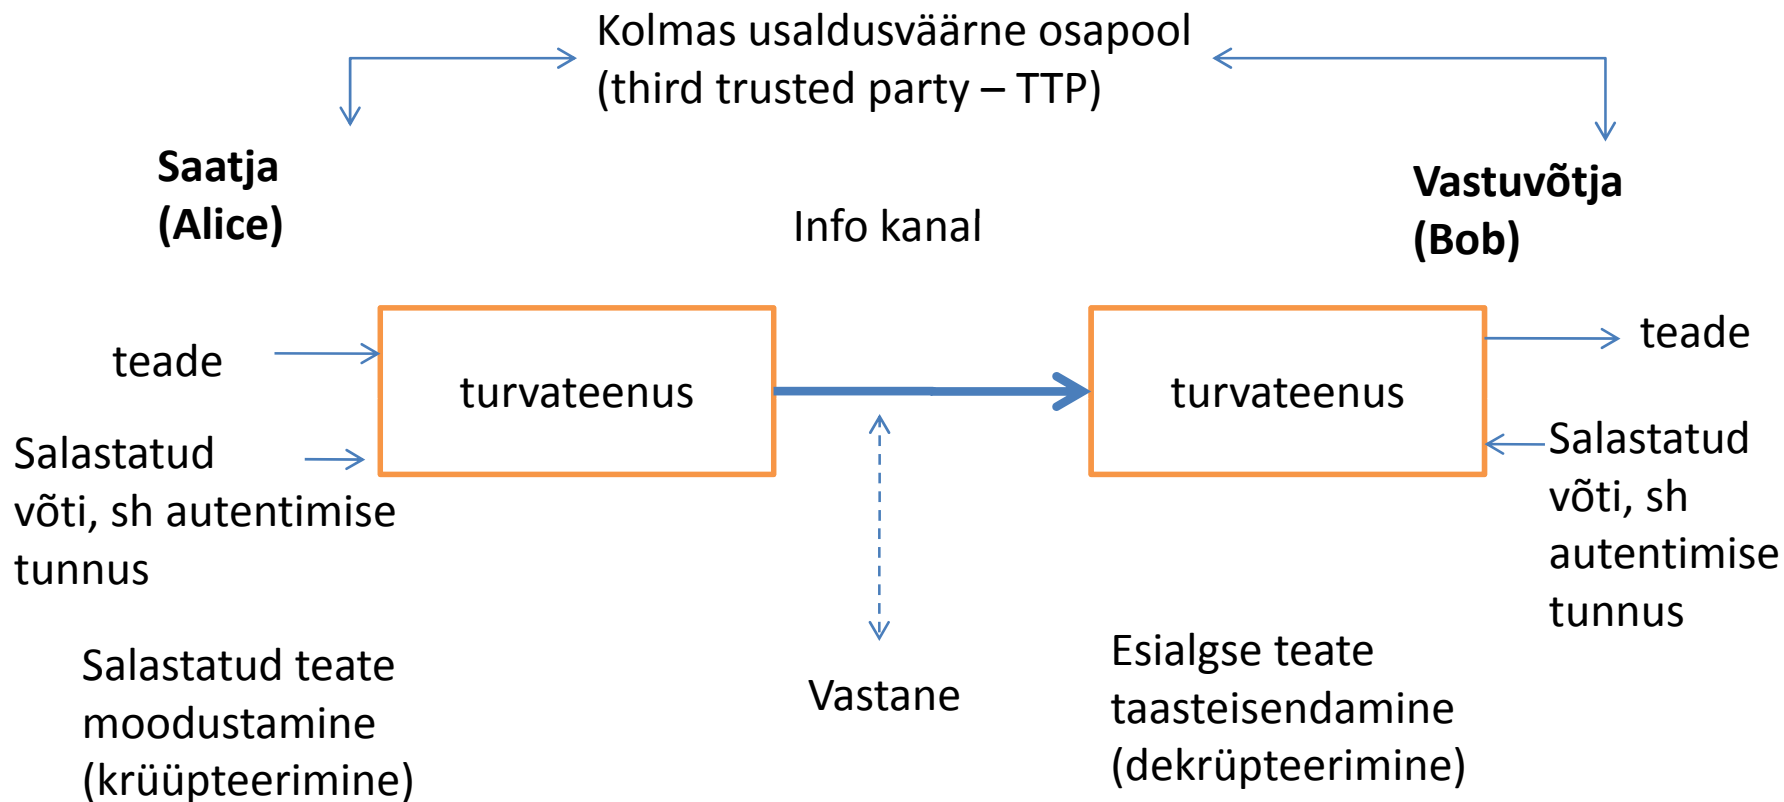 Kolmas usaldusväärne osapool
(third trusted party – TTP)
Saatja
(Alice)
Vastuvõtja
(Bob)
Info kanal
teade
turvateenus
turvateenus
teade
Salastatud
võti, sh autentimise
tunnus
Salastatud
võti, sh
autentimise
tunnus
Salastatud teate
moodustamine
(krüüpteerimine)
Vastane
Esialgse teate
taasteisendamine
(dekrüpteerimine)